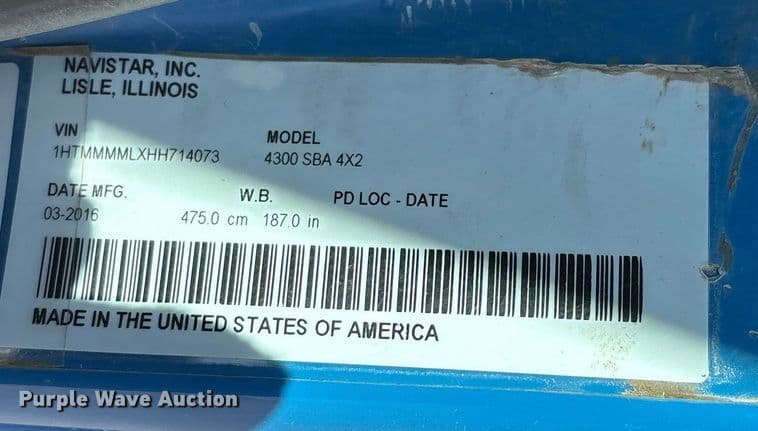 NAVISTAR, INC.
LISLE, ILLINOIS
VIN MODEL
1HTMMMMLXHH714073 4300 SBA 4X2
DATE MFG. W.B. PD LOC - DATE
03-2016 475.0 cm 187.0 in
MADE IN THE UNITED STATES OF AMERICA
Purple Wave Auction